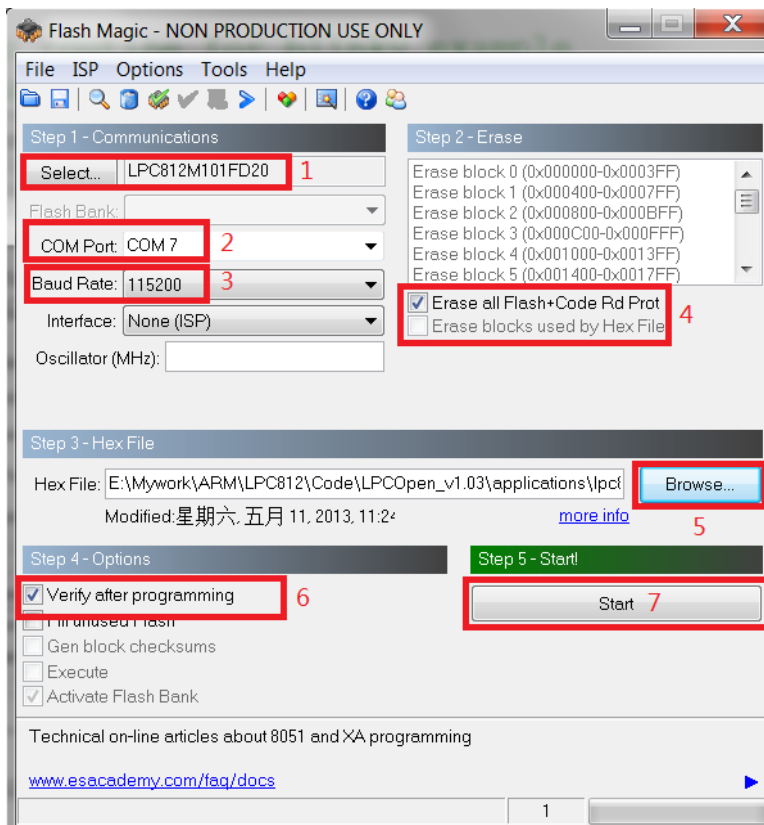 Flash Magic - NON PRODUCTION USE ONLY
File ISP Options Tools Help
Step 1 - Communications
Select... LPC812M101FD20 1
Flash Bank:
COM Port: COM 7 2
Baud Rate: 115200 3
Interface: None (ISP)
Oscillator (MHz):
Step 2 - Erase
Erase block 0 (0x000000-0x0003FF)
Erase block 1 (0x000400-0x0007FF)
Erase block 2 (0x000800-0x000BFF)
Erase block 3 (0x000C00-0x000FFF)
Erase block 4 (0x001000-0x0013FF)
Erase block 5 (0x001400-0x0017FF)
Erase all Flash+Code Rd Prot
Erase blocks used by Hex File
4
Step 3 - Hex File
Hex File: E:\Mywork\ARM\LPC812\Code\LPCOpen_v1.03\applications\lpc8 Browse...
Modified: 星期六, 五月 11, 2013, 11:24 more info 5
Step 4 - Options
Verify after programming 6
Fill unused Flash
Gen block checksums
Execute
Activate Flash Bank
Step 5 - Start!
Start 7
Technical on-line articles about 8051 and XA programming
www.esacademy.com/faq/docs
1